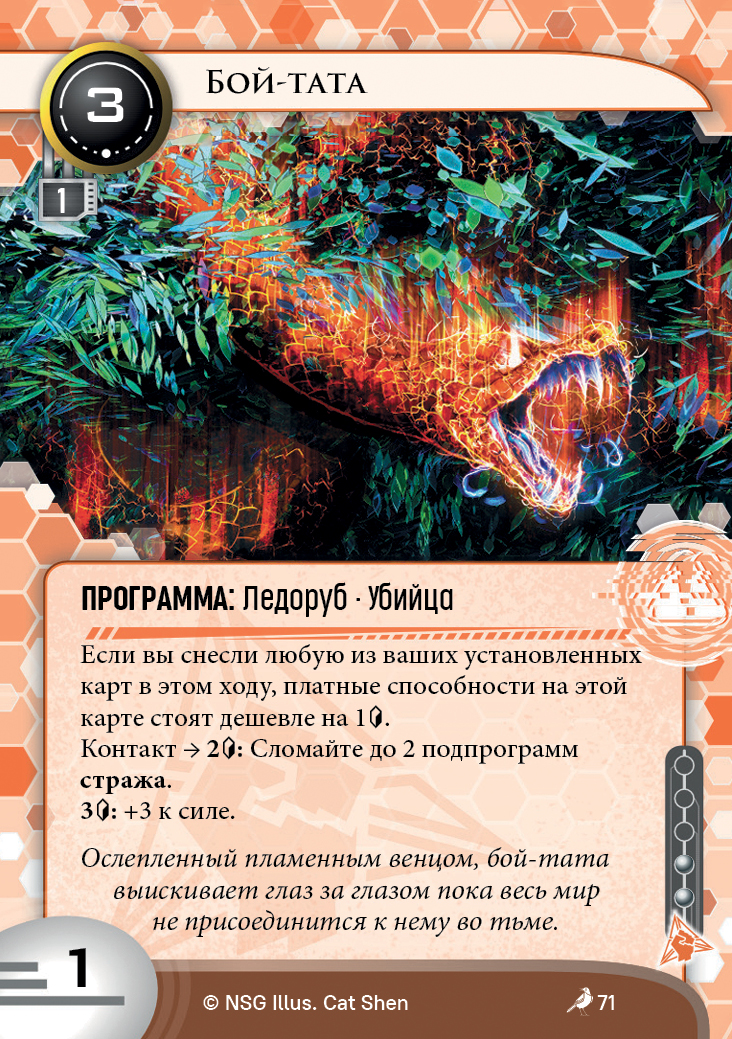 3
Бой-тата
1
ПРОГРАММА: Ледоруб · Убийца
Если вы снесли любую из ваших установленных
карт в этом ходу, платные способности на этой
карте стоят дешевле на 1.
Контакт → 2: Сломайте до 2 подпрограмм
стража.
3: +3 к силе.
Ослепленный пламенным венцом, бой-тата
выискивает глаз за глазом пока весь мир
не присоединится к нему во тьме.
1
© NSG Illus. Cat Shen
71